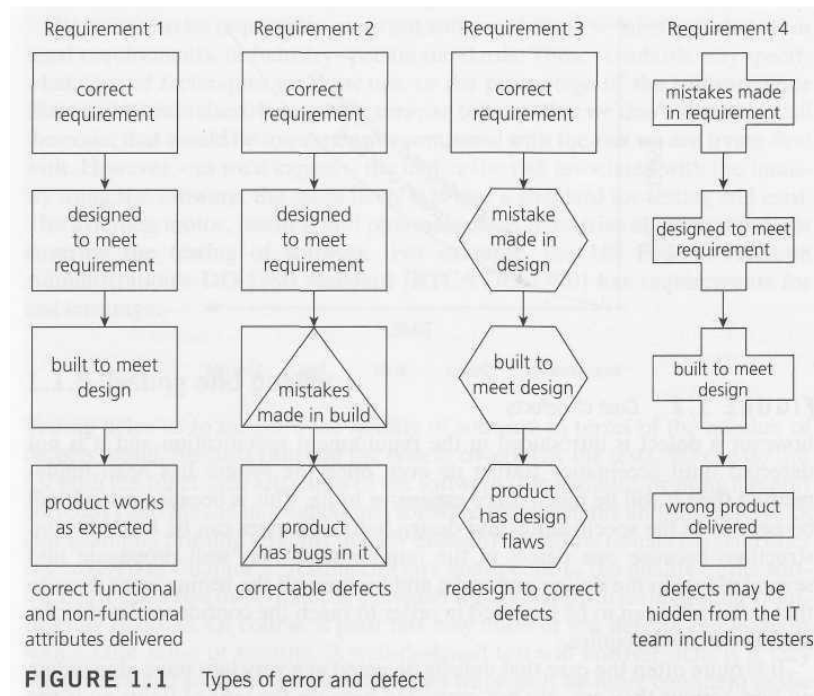 Requirement 1
Requirement 2
Requirement 3
Requirement 4
correct
requirement
correct
requirement
correct
requirement
mistakes made
in requirement
designed
to meet
requirement
designed
to meet
requirement
mistake
made in
design
designed to meet
requirement
built to meet
design
mistakes
made in build
built to
meet design
built to meet
design
product works
as expected
product
has bugs in it
product
has design
flaws
wrong product
delivered
correct functional
and non-functional
attributes delivered
correctable defects
redesign to correct
defects
defects may be
hidden from the IT
team including testers
FIGURE 1.1 Types of error and defect